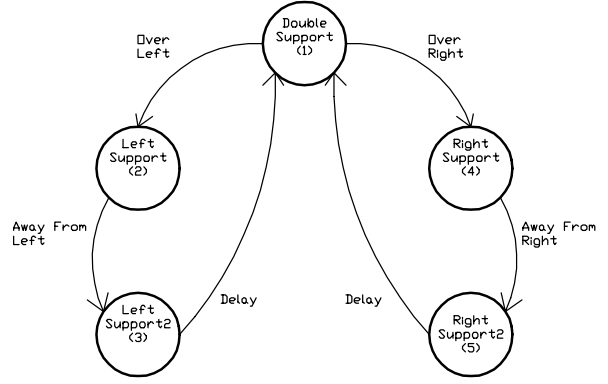 Double
Support
(1)
Over
Left
Over
Right
Left
Support
(2)
Right
Support
(4)
Away From
Left
Away From
Right
Delay
Delay
Left
Support2
(3)
Right
Support2
(5)